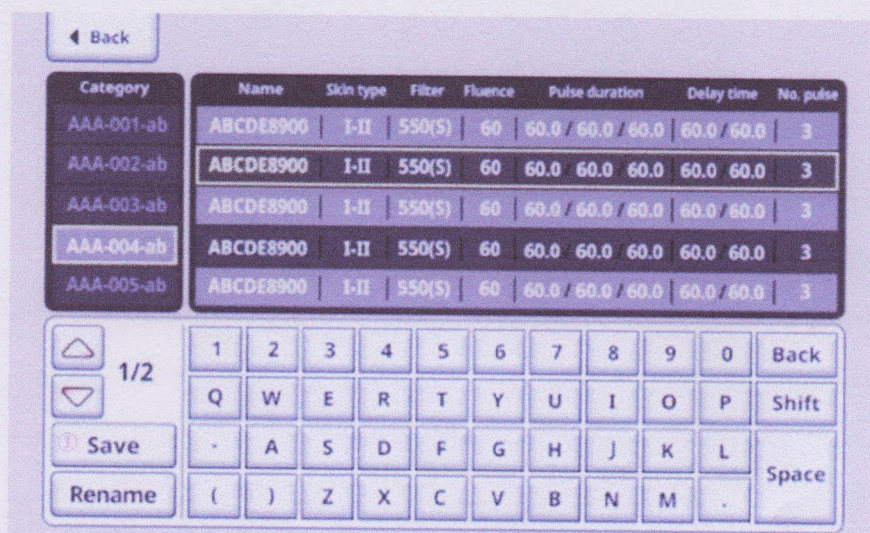 Back
Category Name Skin type Filter Fluence Pulse duration Delay time No. pulse
AAA-001-ab ABCDE8900 I-II 550(S) 60 60.0 / 60.0 / 60.0 60.0 / 60.0 3
AAA-002-ab ABCDE8900 I-II 550(S) 60 60.0 60.0 60.0 60.0 60.0 3
AAA-003-ab ABCDE8900 I-II 550(S) 60 60.0 / 60.0 / 60.0 60.0 / 60.0 3
AAA-004-ab ABCDE8900 I-II 550(S) 60 60.0 60.0 60.0 60.0 60.0 3
AAA-005-ab ABCDE8900 I-II 550(S) 60 60.0 / 60.0 / 60.0 60.0 / 60.0 3
1/2
1 2 3 4 5 6 7 8 9 0 Back
Q W E R T Y U I O P Shift
① Save - A S D F G H J K L Space
Rename ( ) Z X C V B N M .